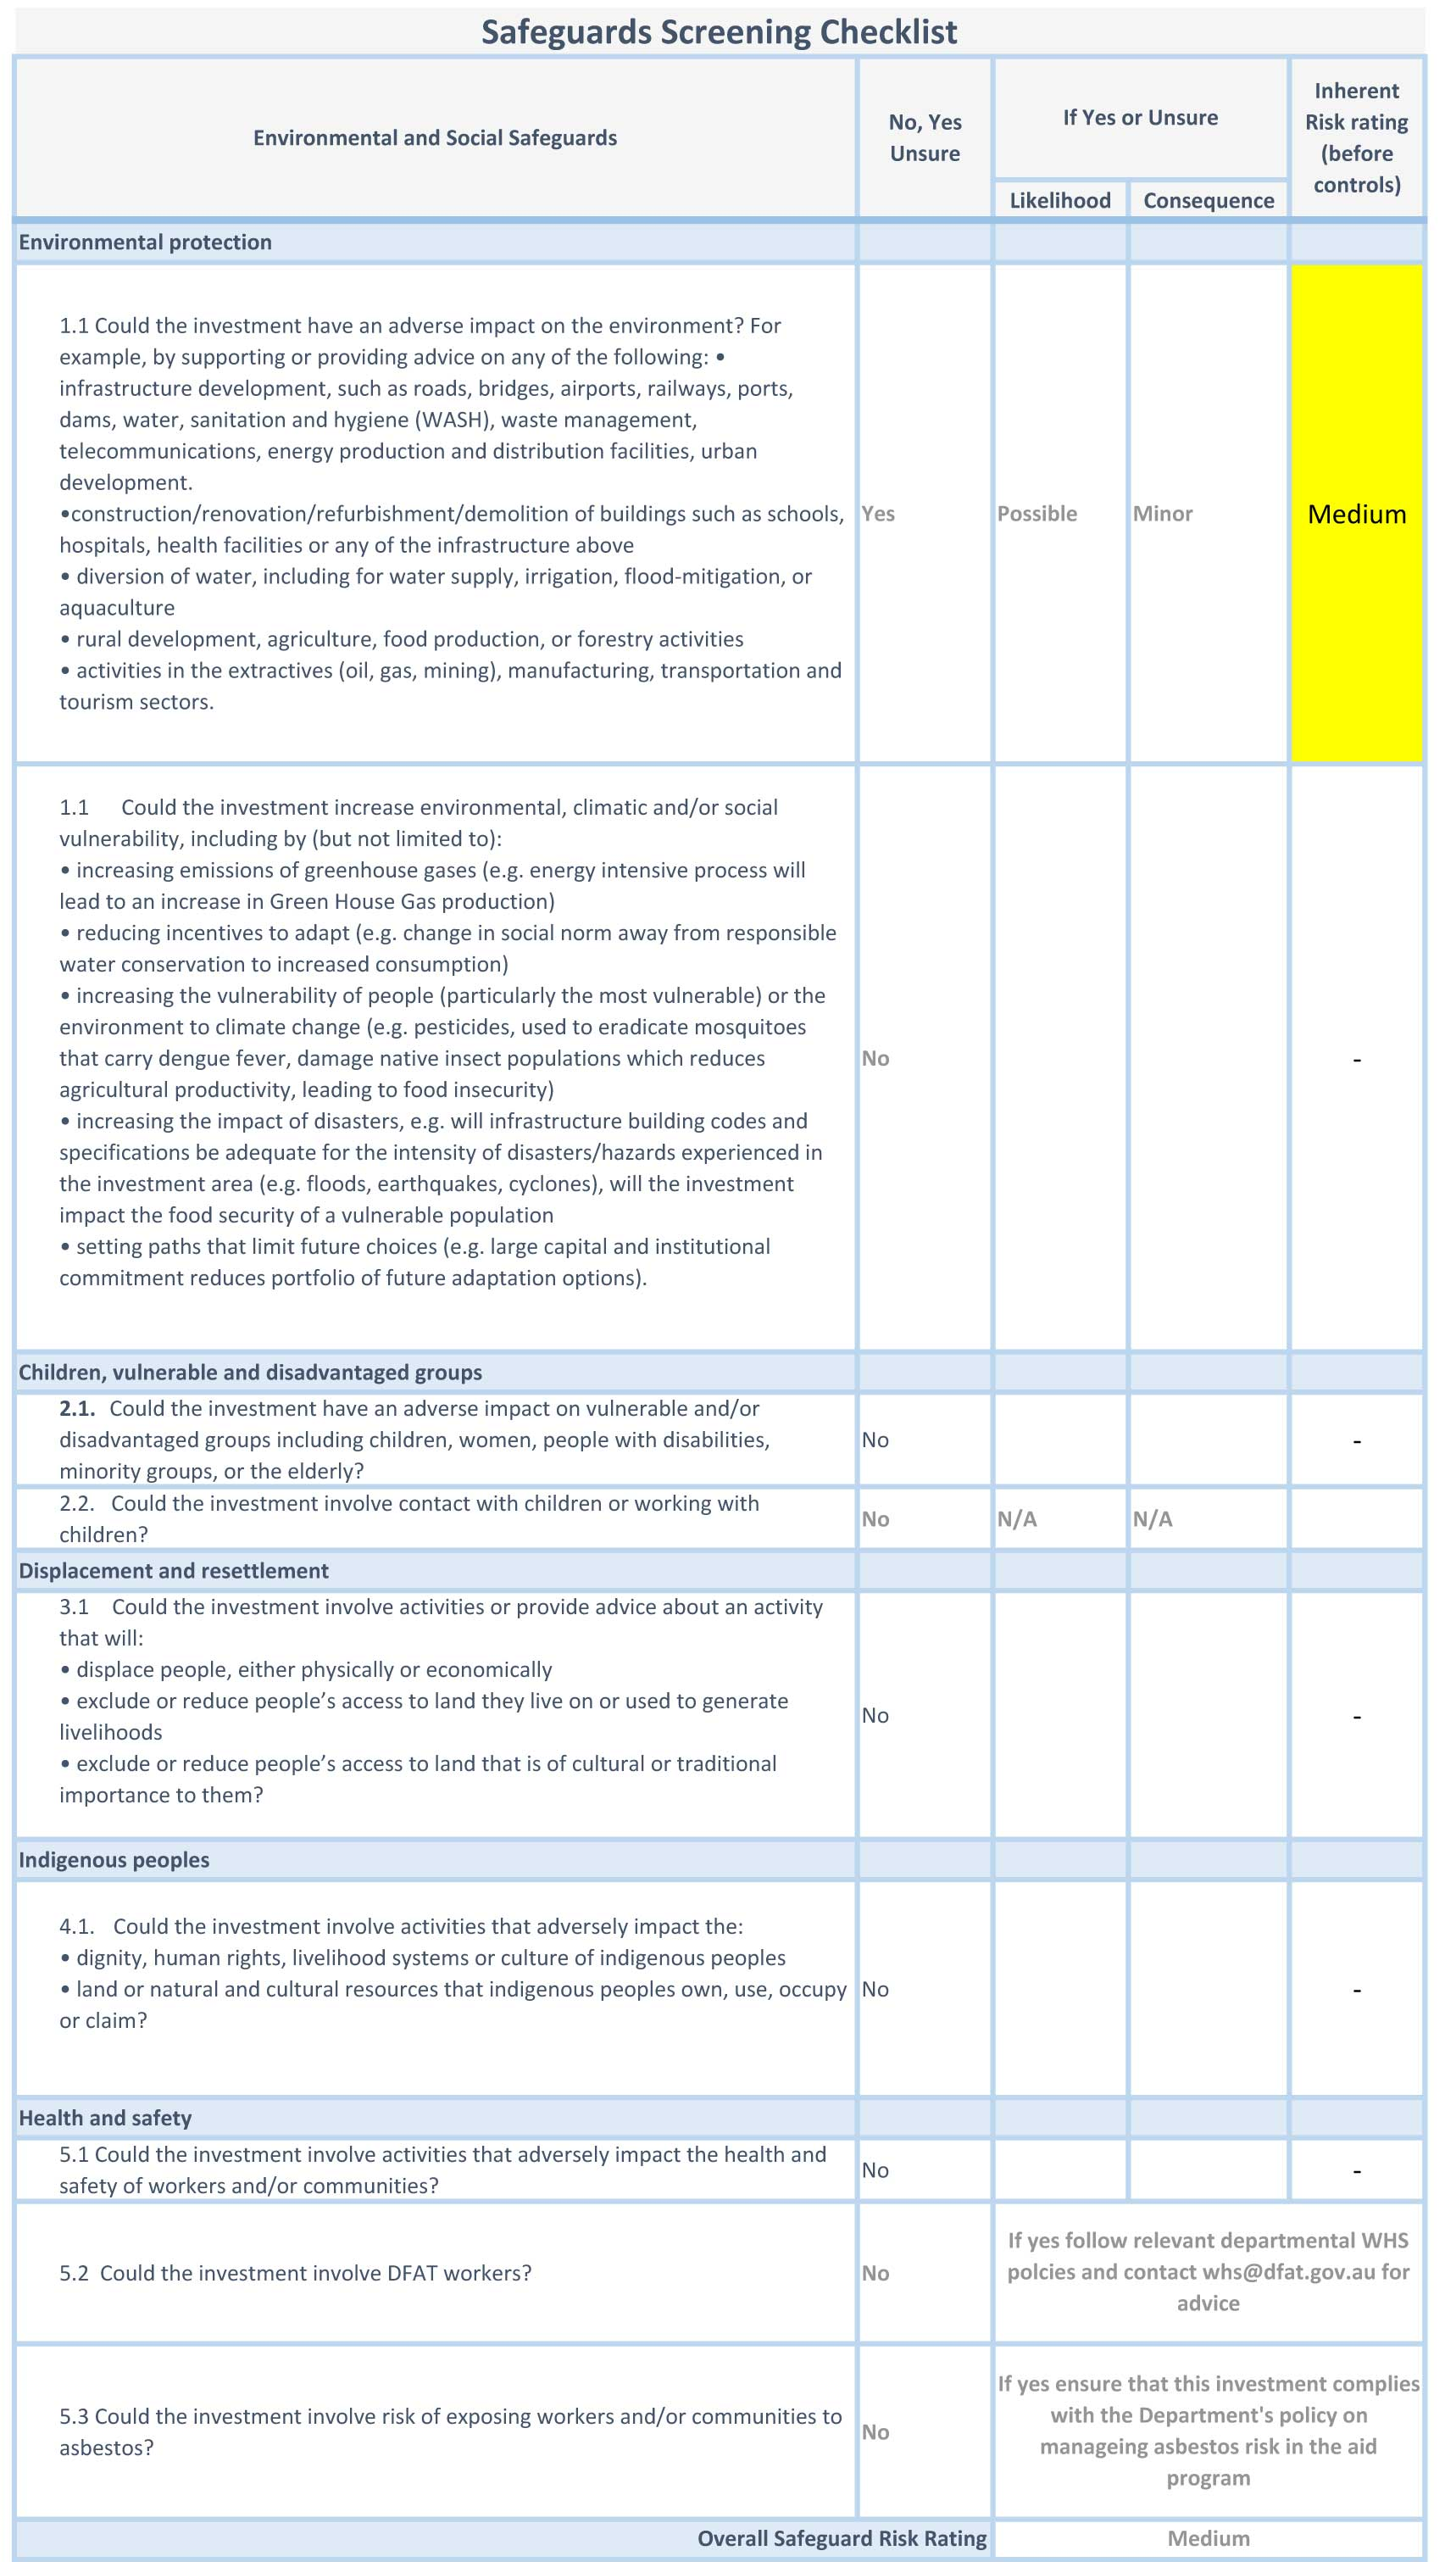 Safeguards Screening Checklist
Environmental and Social Safeguards
No, Yes
Unsure
If Yes or Unsure
Inherent
Risk rating
(before
controls)
Likelihood
Consequence
Environmental protection
1.1 Could the investment have an adverse impact on the environment? For
example, by supporting or providing advice on any of the following: •
infrastructure development, such as roads, bridges, airports, railways, ports,
dams, water, sanitation and hygiene (WASH), waste management,
telecommunications, energy production and distribution facilities, urban
development.
•construction/renovation/refurbishment/demolition of buildings such as schools,
hospitals, health facilities or any of the infrastructure above
• diversion of water, including for water supply, irrigation, flood-mitigation, or
aquaculture
• rural development, agriculture, food production, or forestry activities
• activities in the extractives (oil, gas, mining), manufacturing, transportation and
tourism sectors.
Yes
Possible
Minor
Medium
1.1 Could the investment increase environmental, climatic and/or social
vulnerability, including by (but not limited to):
• increasing emissions of greenhouse gases (e.g. energy intensive process will
lead to an increase in Green House Gas production)
• reducing incentives to adapt (e.g. change in social norm away from responsible
water conservation to increased consumption)
• increasing the vulnerability of people (particularly the most vulnerable) or the
environment to climate change (e.g. pesticides, used to eradicate mosquitoes
that carry dengue fever, damage native insect populations which reduces
agricultural productivity, leading to food insecurity)
• increasing the impact of disasters, e.g. will infrastructure building codes and
specifications be adequate for the intensity of disasters/hazards experienced in
the investment area (e.g. floods, earthquakes, cyclones), will the investment
impact the food security of a vulnerable population
• setting paths that limit future choices (e.g. large capital and institutional
commitment reduces portfolio of future adaptation options).
No
-
Children, vulnerable and disadvantaged groups
2.1. Could the investment have an adverse impact on vulnerable and/or
disadvantaged groups including children, women, people with disabilities,
minority groups, or the elderly?
No
-
2.2. Could the investment involve contact with children or working with
children?
No
N/A
N/A
Displacement and resettlement
3.1 Could the investment involve activities or provide advice about an activity
that will:
• displace people, either physically or economically
• exclude or reduce people’s access to land they live on or used to generate
livelihoods
• exclude or reduce people’s access to land that is of cultural or traditional
importance to them?
No
-
Indigenous peoples
4.1. Could the investment involve activities that adversely impact the:
• dignity, human rights, livelihood systems or culture of indigenous peoples
• land or natural and cultural resources that indigenous peoples own, use, occupy
or claim?
No
-
Health and safety
5.1 Could the investment involve activities that adversely impact the health and
safety of workers and/or communities?
No
-
5.2 Could the investment involve DFAT workers?
No
If yes follow relevant departmental WHS
polcies and contact whs@dfat.gov.au for
advice
5.3 Could the investment involve risk of exposing workers and/or communities to
asbestos?
No
If yes ensure that this investment complies
with the Department's policy on
manageing asbestos risk in the aid
program
Overall Safeguard Risk Rating
Medium